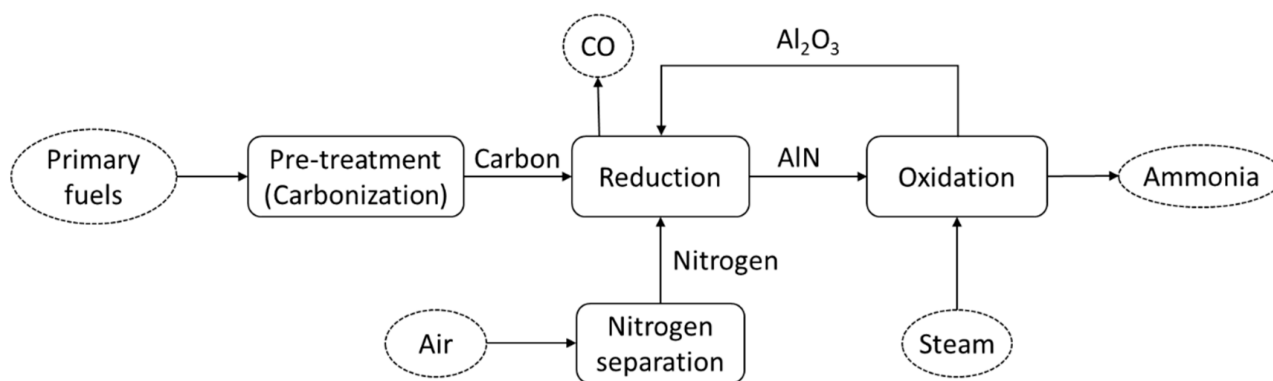 CO
Al₂O₃
Primary
fuels
Pre-treatment
(Carbonization)
Carbon
Reduction
AlN
Oxidation
Ammonia
Nitrogen
Air
Nitrogen
separation
Steam